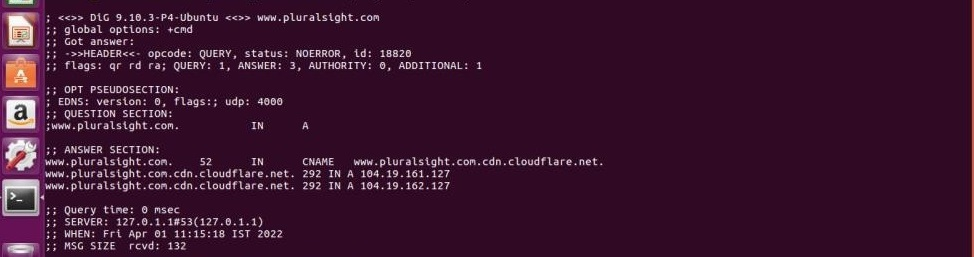 ; <<>> DiG 9.10.3-P4-Ubuntu <<>> www.pluralsight.com
;; global options: +cmd
;; Got answer:
;; ->>HEADER<<- opcode: QUERY, status: NOERROR, id: 18820
;; flags: qr rd ra; QUERY: 1, ANSWER: 3, AUTHORITY: 0, ADDITIONAL: 1

;; OPT PSEUDOSECTION:
; EDNS: version: 0, flags:; udp: 4000
;; QUESTION SECTION:
;www.pluralsight.com. IN A

;; ANSWER SECTION:
www.pluralsight.com. 52 IN CNAME www.pluralsight.com.cdn.cloudflare.net.
www.pluralsight.com.cdn.cloudflare.net. 292 IN A 104.19.161.127
www.pluralsight.com.cdn.cloudflare.net. 292 IN A 104.19.162.127

;; Query time: 0 msec
;; SERVER: 127.0.1.1#53(127.0.1.1)
;; WHEN: Fri Apr 01 11:15:18 IST 2022
;; MSG SIZE rcvd: 132